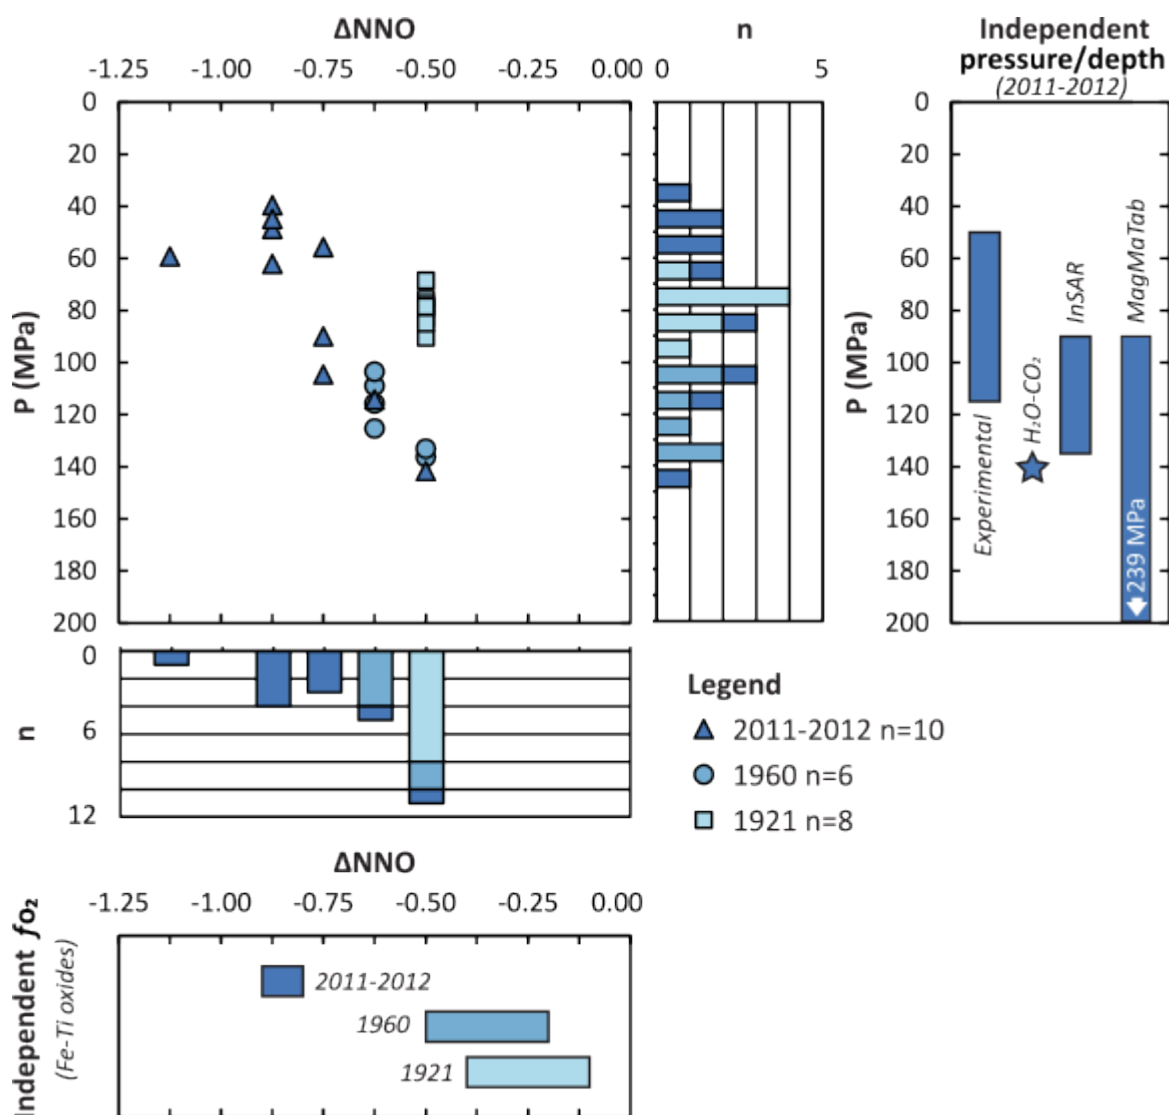 ΔNNO
-1.25 -1.00 -0.75 -0.50 -0.25 0.00
n
0 5
Independent
pressure/depth
(2011-2012)
P (MPa)
0
20
40
60
80
100
120
140
160
180
200
P (MPa)
0
20
40
60
80
100
120
140
160
180
200
Experimental
H₂O-CO₂
InSAR
MagMaTab
239 MPa
n
0
6
12
Legend
2011-2012 n=10
1960 n=6
1921 n=8
ΔNNO
-1.25 -1.00 -0.75 -0.50 -0.25 0.00
Independent fO₂
(Fe-Ti oxides)
2011-2012
1960
1921